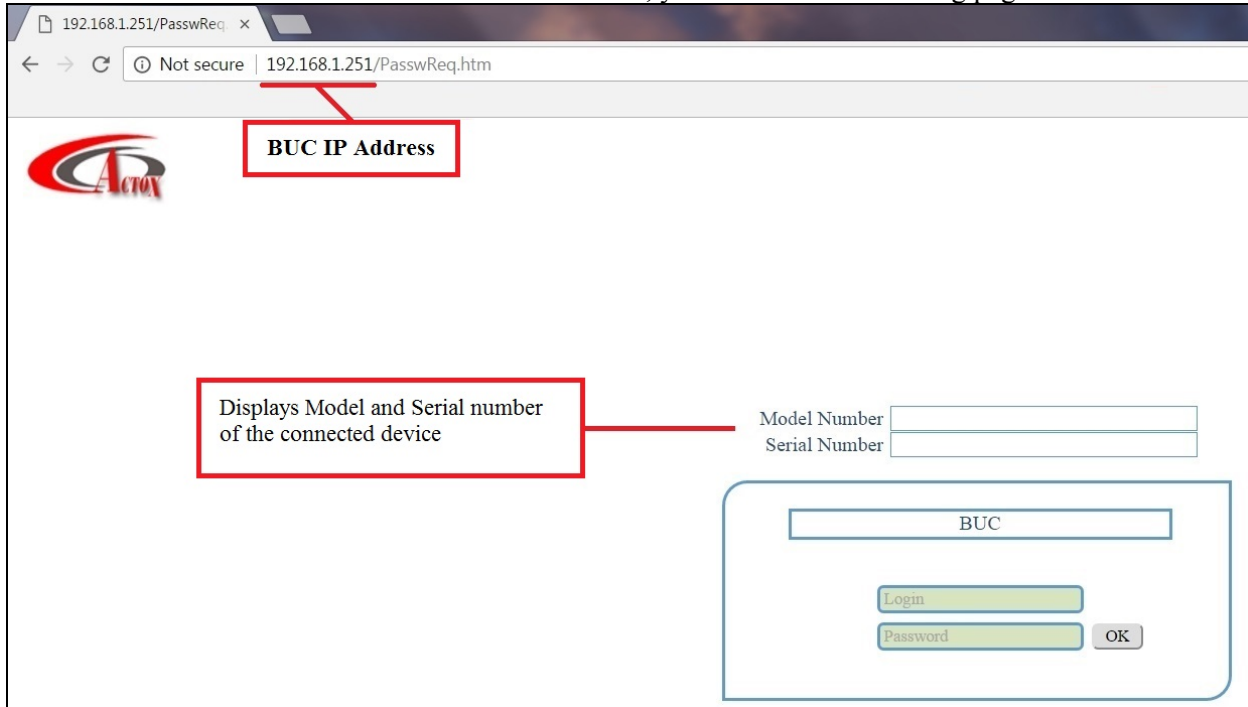 192.168.1.251/PasswReq
Not secure | 192.168.1.251/PasswReq.htm
BUC IP Address
ACTOX
Displays Model and Serial number
of the connected device
Model Number
Serial Number
BUC
Login
Password
OK